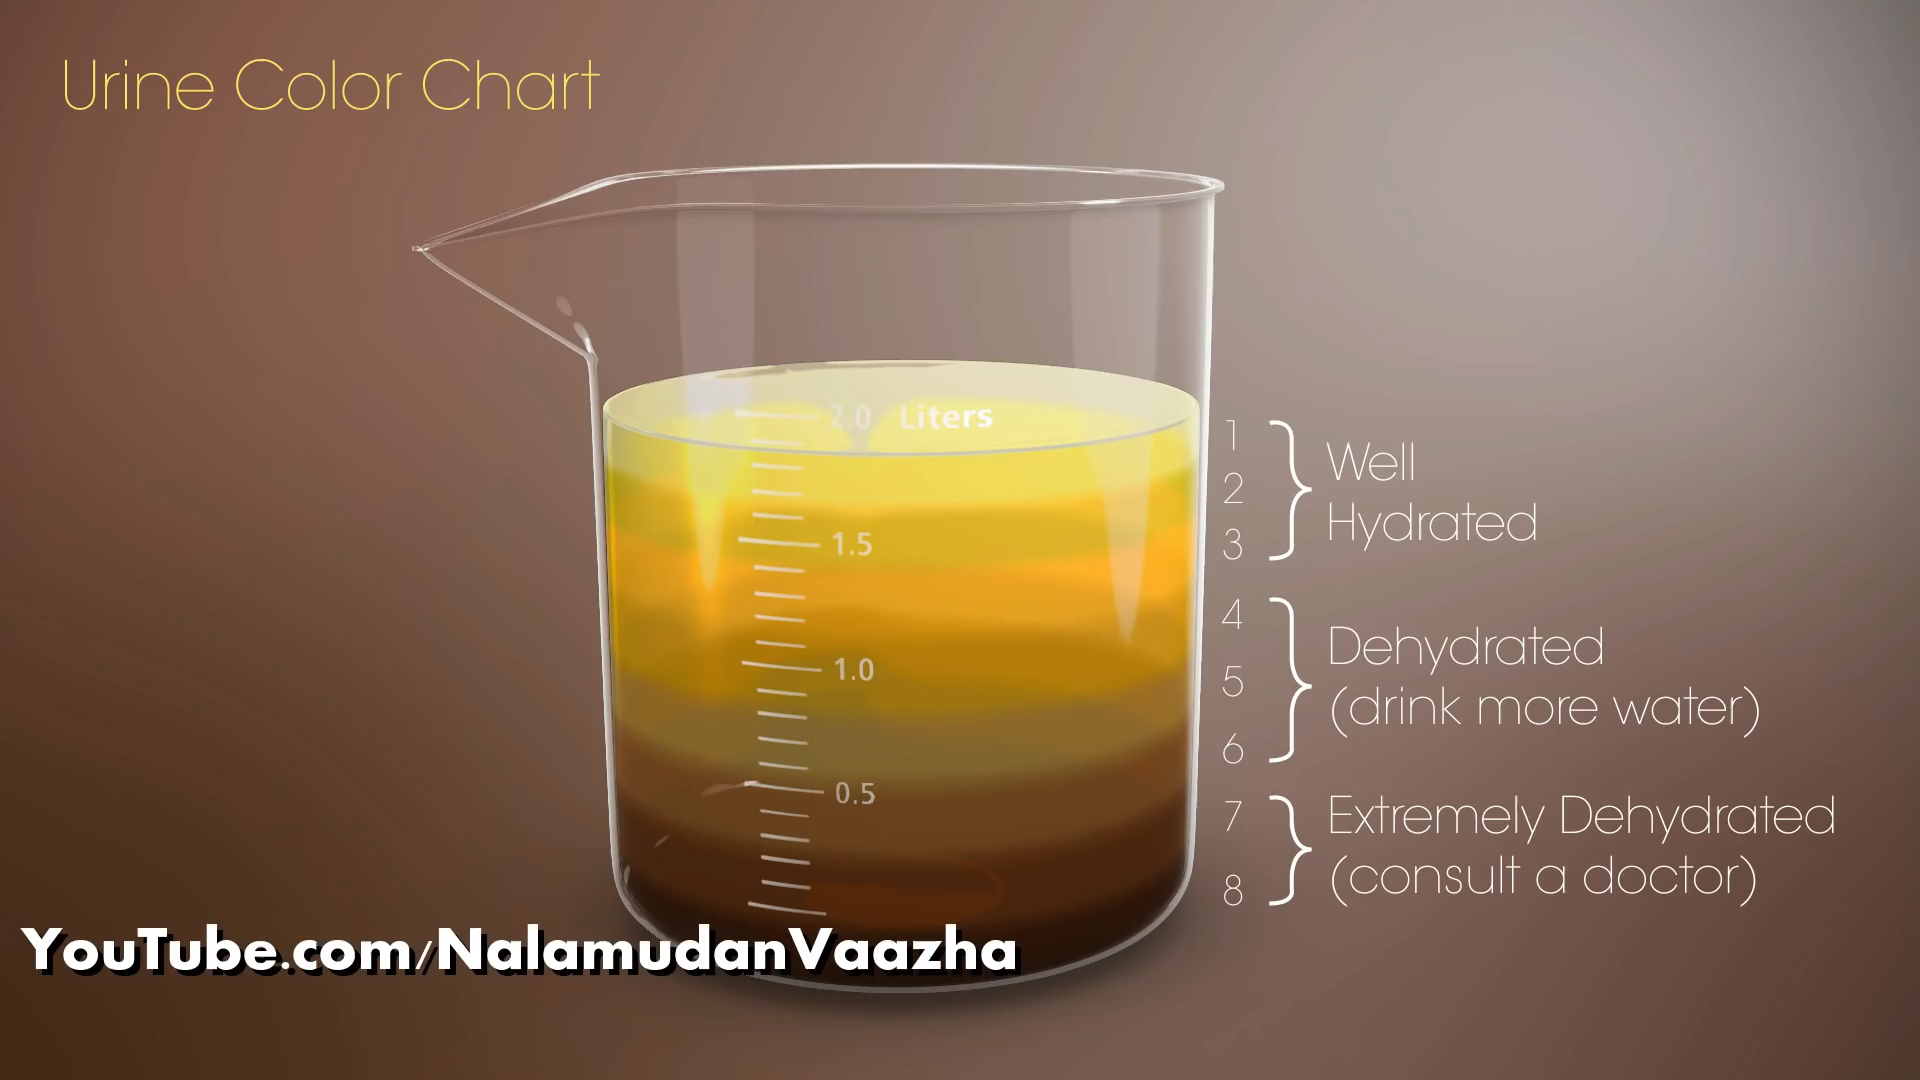 Urine Color Chart
2.0 Liters
1.5
1.0
0.5
1
2
3
Well
Hydrated
4
5
6
Dehydrated
(drink more water)
7
8
Extremely Dehydrated
(consult a doctor)
YouTube.com/NalamudanVaazha